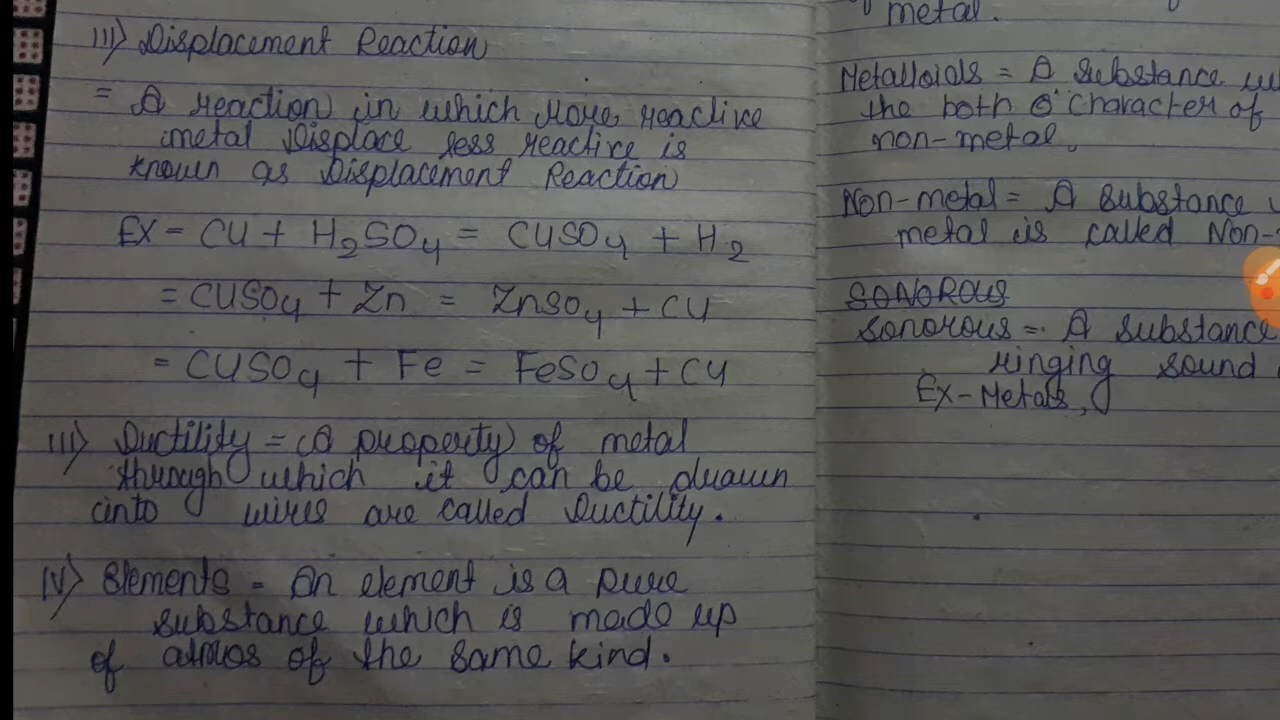 III) Displacement Reaction
= A reaction in which more reactive
metal Displace less reactive is
known as Displacement Reaction
Ex - Cu + H2SO4 = CuSO4 + H2
= CuSO4 + Zn = ZnSO4 + Cu
= CuSO4 + Fe = FeSO4 + Cu
III) Ductility = A property of metal
through which it can be drawn
into wires are called Ductility.
IV) Elements = An element is a pure
substance which is made up
of atmos of the same kind.
metal.
Metalloids = A substance
the both character of
non-metal.
Non-metal = A substance
metal is called Non-
SONOROUS
Sonorous = A substance
ringing sound
Ex - Metals,